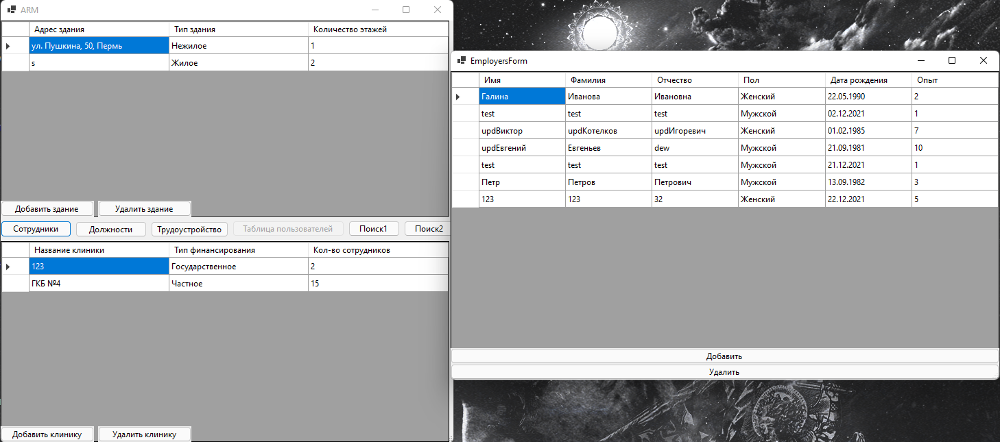 ARM
Адрес здания Тип здания Количество этажей
ул. Пушкина, 50, Пермь Нежилое 1
s Жилое 2
Добавить здание Удалить здание
Сотрудники Должности Трудоустройство Таблица пользователей Поиск1 Поиск2
Название клиники Тип финансирования Кол-во сотрудников
123 Государственное 2
ГКБ №4 Частное 15
Добавить клинику Удалить клинику
EmployersForm
Имя Фамилия Отчество Пол Дата рождения Опыт
Галина Иванова Ивановна Женский 22.05.1990 2
test test test Мужской 02.12.2021 1
updВиктор updКотелков updИгоревич Женский 01.02.1985 7
updЕвгений Евгеньев dew Мужской 21.09.1981 10
test test test Мужской 21.12.2021 1
Петр Петров Петрович Мужской 13.09.1982 3
123 123 32 Женский 22.12.2021 5
Добавить
Удалить